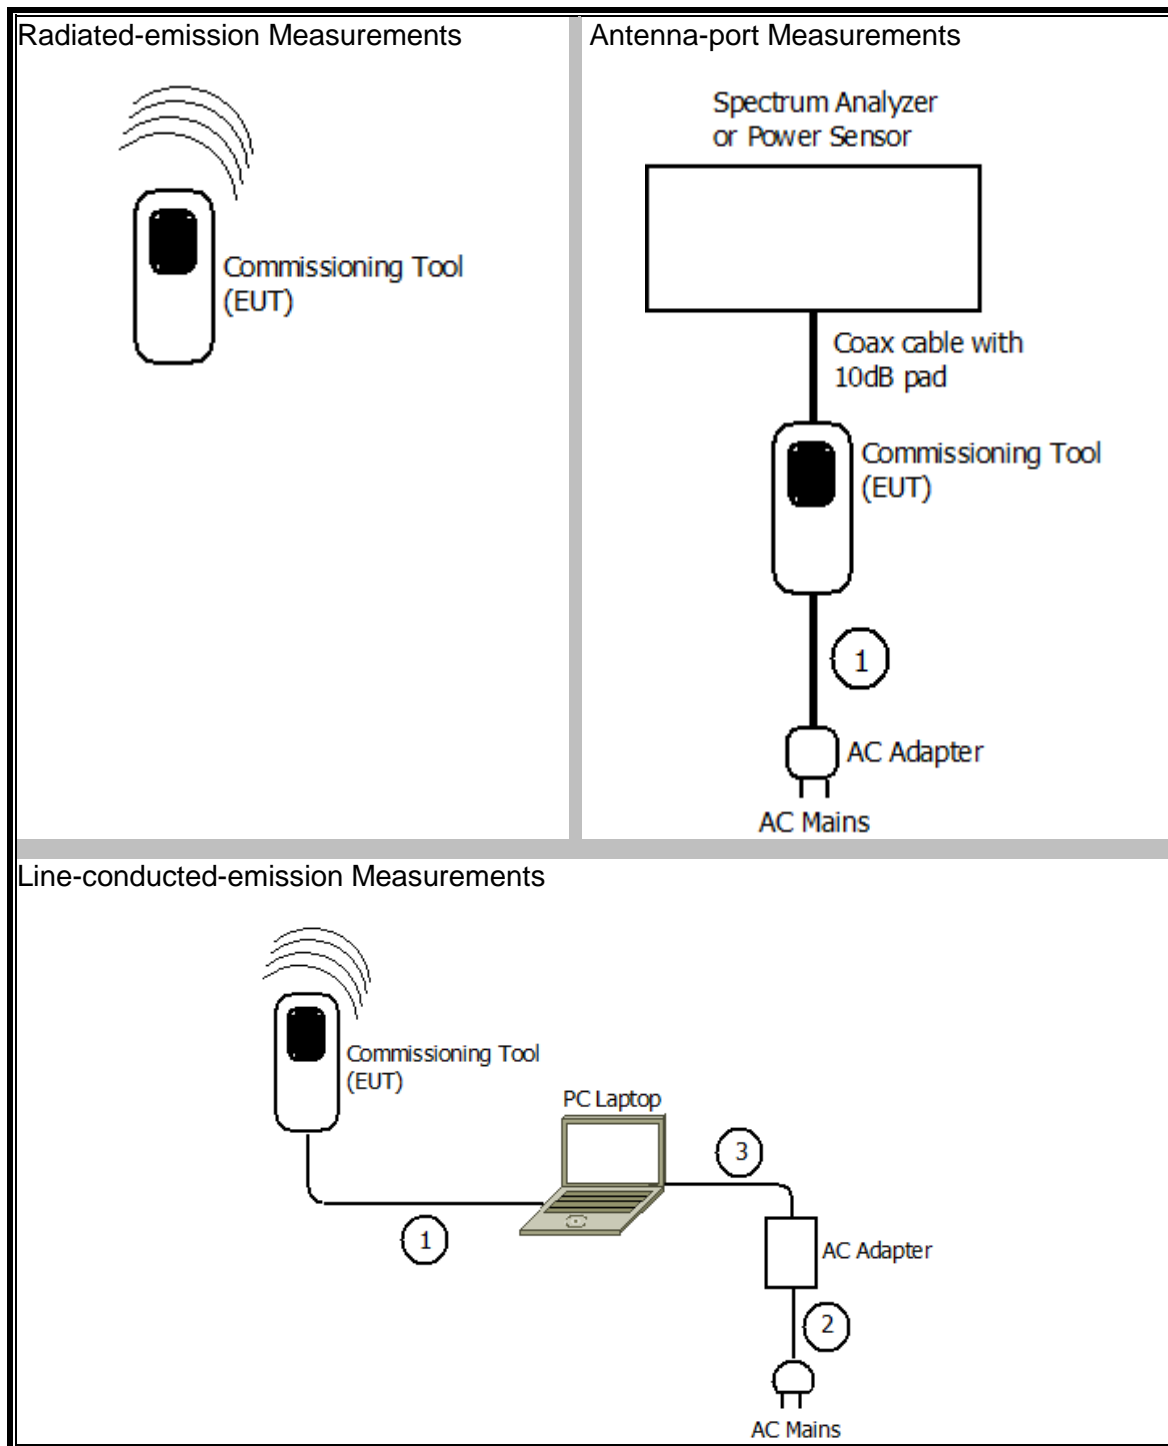 Radiated-emission Measurements
Commissioning Tool
(EUT)
Antenna-port Measurements
Spectrum Analyzer
or Power Sensor
Coax cable with
10dB pad
Commissioning Tool
(EUT)
1
AC Adapter
AC Mains
Line-conducted-emission Measurements
Commissioning Tool
(EUT)
PC Laptop
3
1
AC Adapter
2
AC Mains